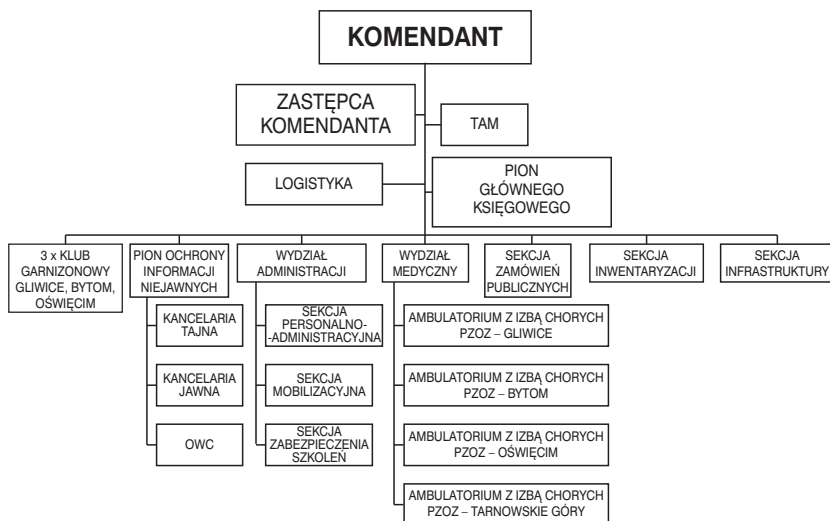 KOMENDANT
ZASTĘPCA
KOMENDANTA
TAM
LOGISTYKA
PION
GŁÓWNEGO
KSIĘGOWEGO
3 x KLUB
GARNIZONOWY
GLIWICE, BYTOM,
OŚWIĘCIM
PION OCHRONY
INFORMACJI
NIEJAWNYCH
WYDZIAŁ
ADMINISTRACJI
WYDZIAŁ
MEDYCZNY
SEKCJA
ZAMÓWIEŃ
PUBLICZNYCH
SEKCJA
INWENTARYZACJI
SEKCJA
INFRASTRUKTURY
KANCELARIA
TAJNA
KANCELARIA
JAWNA
OWC
SEKCJA
PERSONALNO-
-ADMINISTRACYJNA
SEKCJA
MOBILIZACYJNA
SEKCJA
ZABEZPIECZENIA
SZKOLEŃ
AMBULATORIUM Z IZBĄ CHORYCH
PZOZ – GLIWICE
AMBULATORIUM Z IZBĄ CHORYCH
PZOZ – BYTOM
AMBULATORIUM Z IZBĄ CHORYCH
PZOZ – OŚWIĘCIM
AMBULATORIUM Z IZBĄ CHORYCH
PZOZ – TARNOWSKIE GÓRY